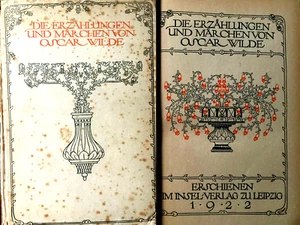 DIE ERZÄHLUNGEN
UND MÄRCHEN VON
OSCAR WILDE
DIE ERZÄHLUNGEN
UND MÄRCHEN VON
OSCAR WILDE
ERSCHIENEN
IM INSEL-VERLAG ZU LEIPZIG
1922